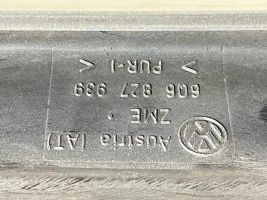 Austria (AT)
ZME •
6Q6 827 939
> PUR-I <